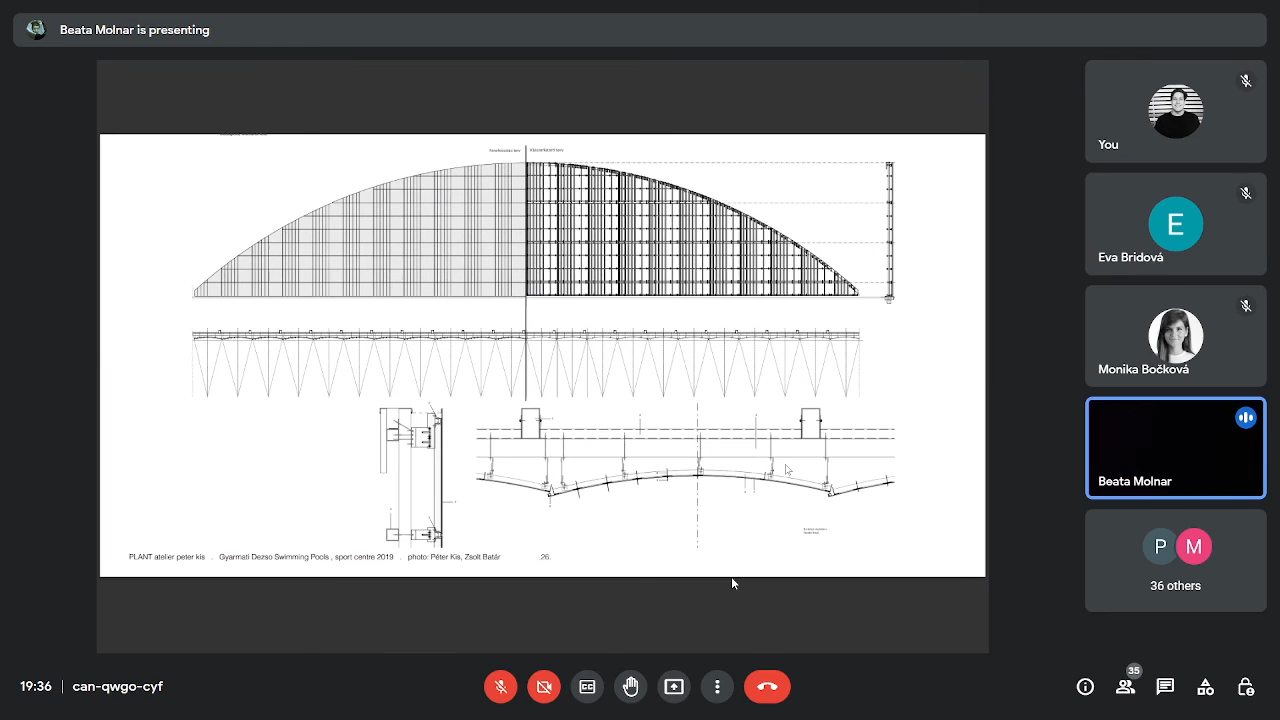 Beata Molnar is presenting
You
E
Eva Bridová
Monika Bočková
Beata Molnar
P M
36 others
PLANT atelier peter kis . Gyarmati Dezso Swimming Pools , sport centre 2019 . photo: Péter Kis, Zsolt Batár .26.
19:36 | can-qwgo-cyf
35